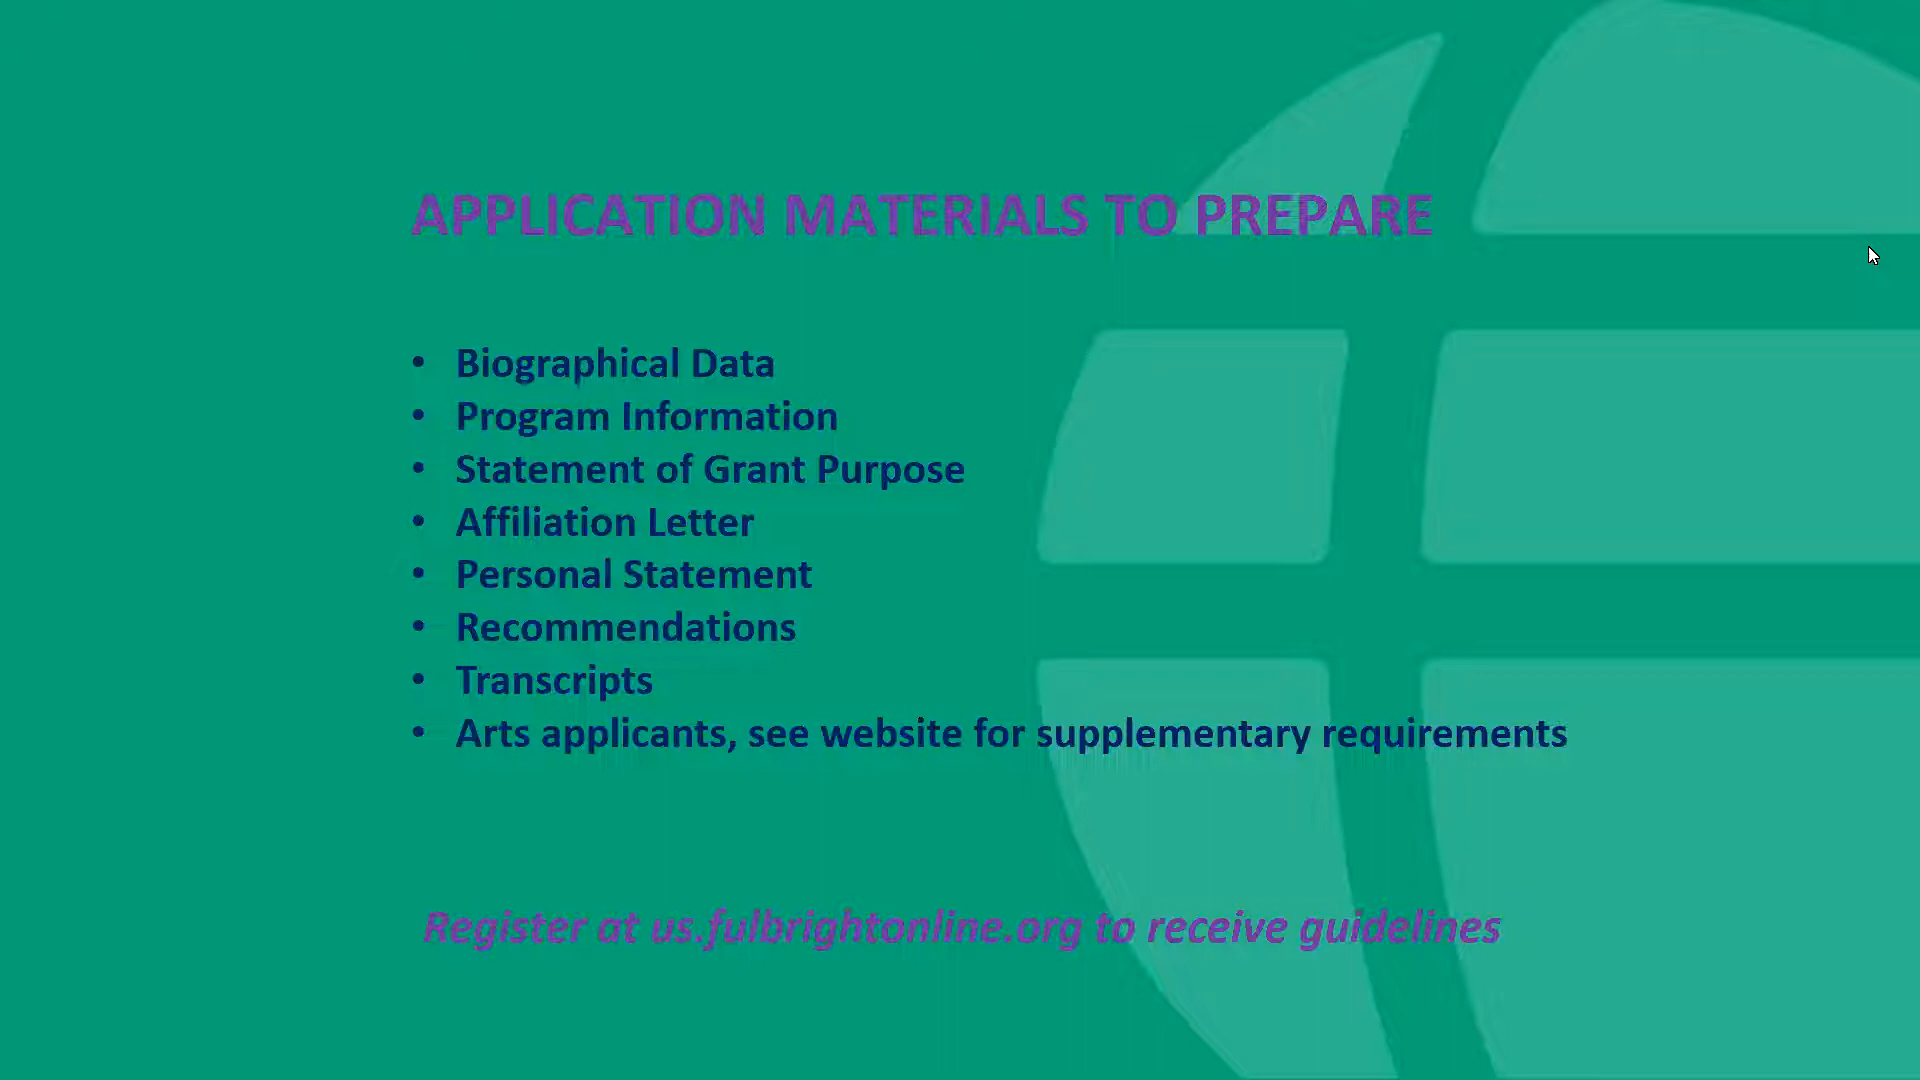 APPLICATION MATERIALS TO PREPARE
• Biographical Data
• Program Information
• Statement of Grant Purpose
• Affiliation Letter
• Personal Statement
• Recommendations
• Transcripts
• Arts applicants, see website for supplementary requirements
Register at us.fulbrightonline.org to receive guidelines